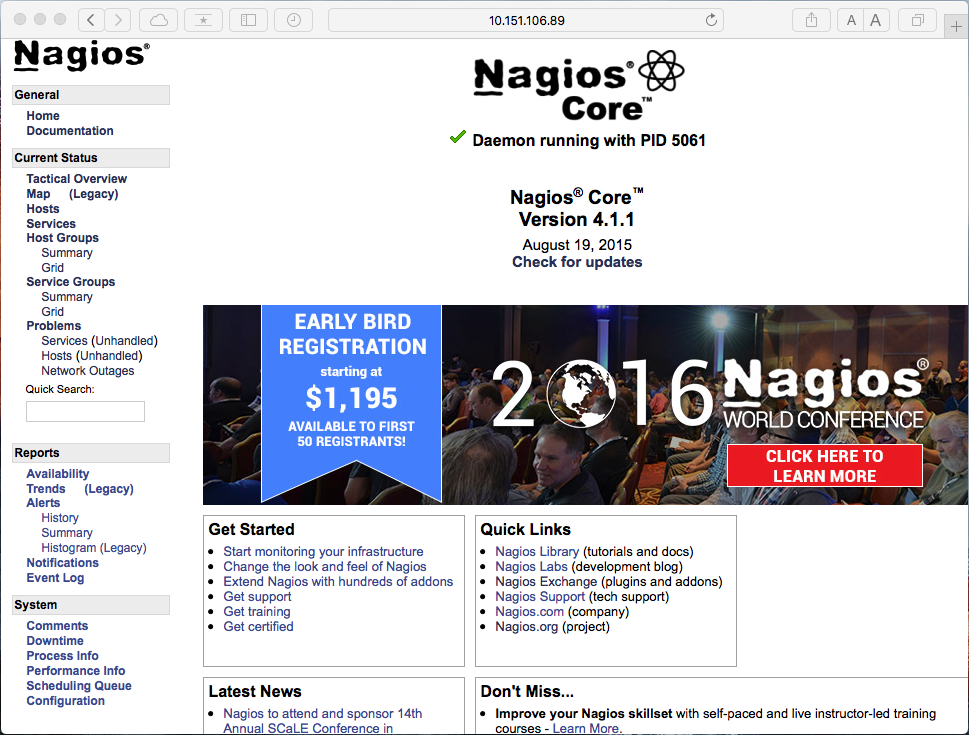 10.151.106.89
A A
Nagios®
General
Home
Documentation
Current Status
Tactical Overview
Map (Legacy)
Hosts
Services
Host Groups
Summary
Grid
Service Groups
Summary
Grid
Problems
Services (Unhandled)
Hosts (Unhandled)
Network Outages
Quick Search:
Reports
Availability
Trends (Legacy)
Alerts
History
Summary
Histogram (Legacy)
Notifications
Event Log
System
Comments
Downtime
Process Info
Performance Info
Scheduling Queue
Configuration
Nagios®
Core™
Daemon running with PID 5061
Nagios® Core™
Version 4.1.1
August 19, 2015
Check for updates
EARLY BIRD
REGISTRATION
starting at
$1,195
AVAILABLE TO FIRST
50 REGISTRANTS!
2016 Nagios®
WORLD CONFERENCE
CLICK HERE TO
LEARN MORE
Get Started
Start monitoring your infrastructure
Change the look and feel of Nagios
Extend Nagios with hundreds of addons
Get support
Get training
Get certified
Quick Links
Nagios Library (tutorials and docs)
Nagios Labs (development blog)
Nagios Exchange (plugins and addons)
Nagios Support (tech support)
Nagios.com (company)
Nagios.org (project)
Latest News
Nagios to attend and sponsor 14th
Annual SCaLE Conference in
Don't Miss...
Improve your Nagios skillset with self-paced and live instructor-led training
courses - Learn More.